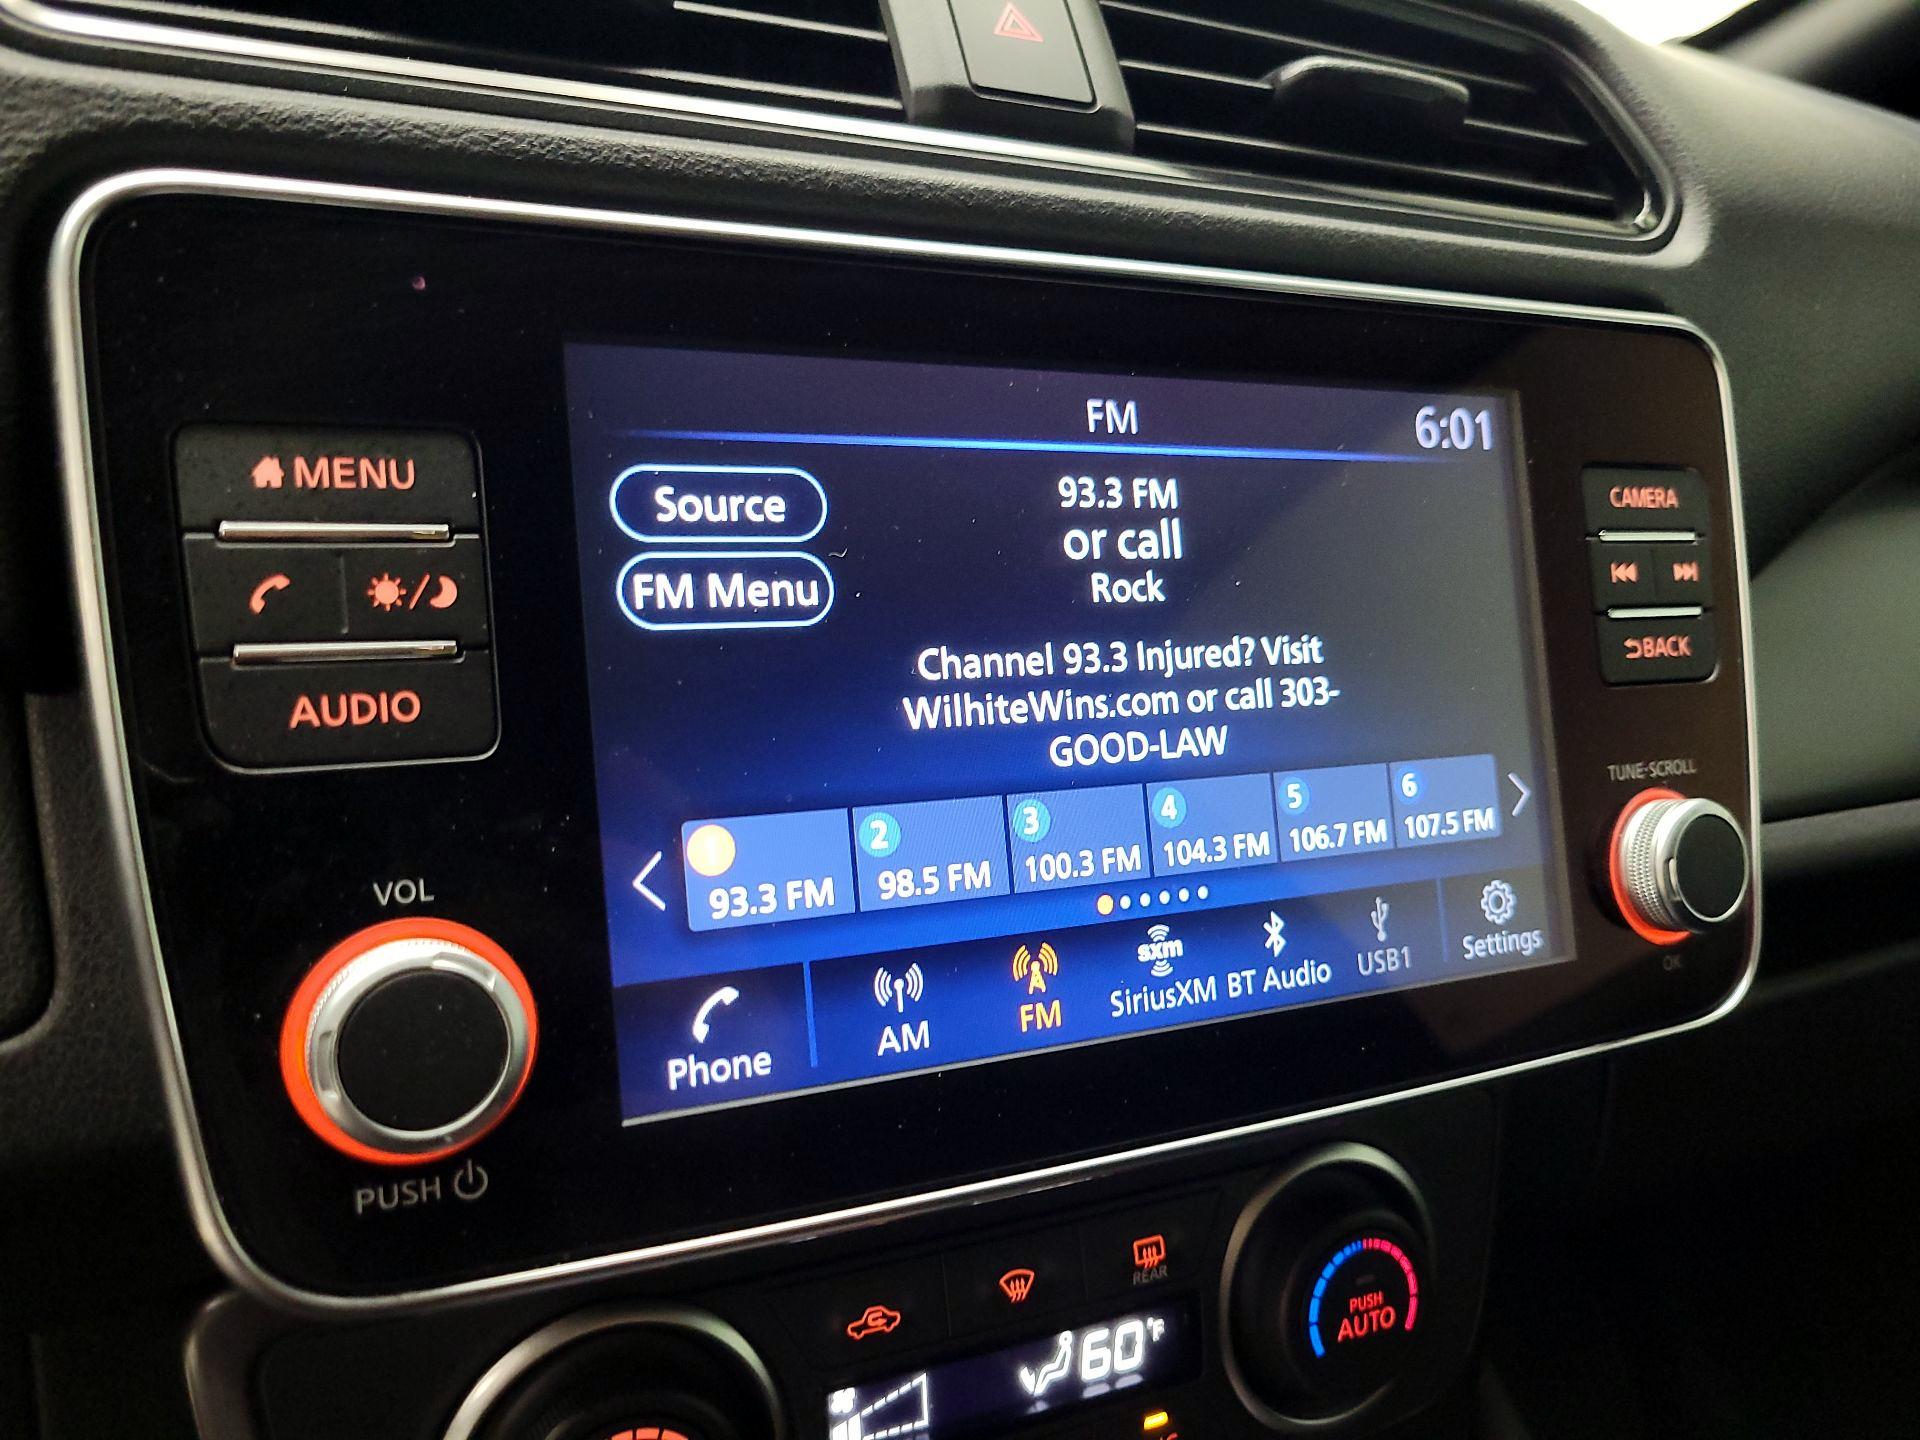 MENU
AUDIO
VOL
PUSH
FM
6:01
Source
FM Menu
93.3 FM
or call
Rock
Channel 93.3 Injured? Visit
WilhiteWins.com or call 303-
GOOD-LAW
1
93.3 FM
2
98.5 FM
3
100.3 FM
4
104.3 FM
5
106.7 FM
6
107.5 FM
Phone
AM
FM
sxm
SiriusXM
BT Audio
USB1
Settings
CAMERA
BACK
TUNE·SCROLL
OK
REAR
60°F
PUSH
AUTO